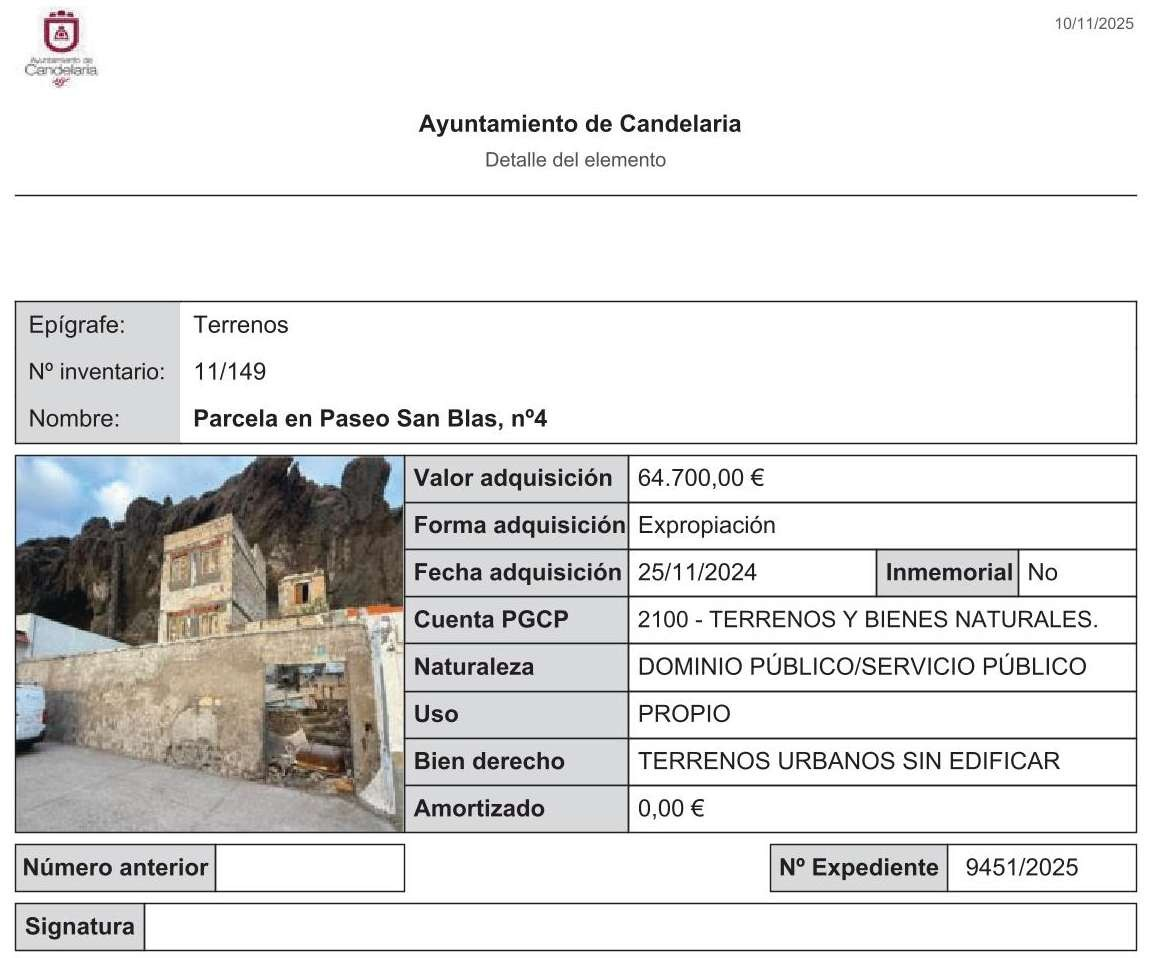 10/11/2025
Ayuntamiento de
Candelaria
Ayuntamiento de Candelaria
Detalle del elemento
Epígrafe: Terrenos
Nº inventario: 11/149
Nombre: Parcela en Paseo San Blas, nº4
Valor adquisición 64.700,00 €
Forma adquisición Expropiación
Fecha adquisición 25/11/2024 Inmemorial No
Cuenta PGCP 2100 - TERRENOS Y BIENES NATURALES.
Naturaleza DOMINIO PÚBLICO/SERVICIO PÚBLICO
Uso PROPIO
Bien derecho TERRENOS URBANOS SIN EDIFICAR
Amortizado 0,00 €
Número anterior
Nº Expediente 9451/2025
Signatura